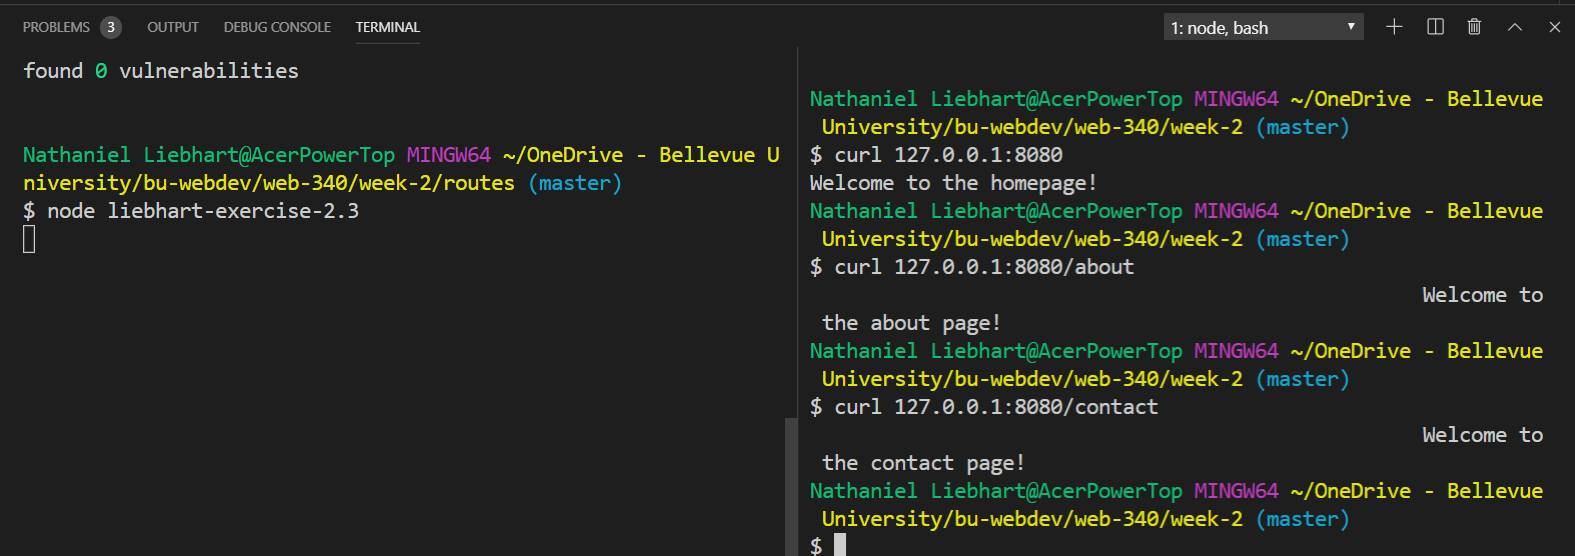 PROBLEMS 3 OUTPUT DEBUG CONSOLE TERMINAL 1: node, bash
found 0 vulnerabilities
Nathaniel Liebhart@AcerPowerTop MINGW64 ~/OneDrive - Bellevue U
niversity/bu-webdev/web-340/week-2/routes (master)
$ node liebhart-exercise-2.3
Nathaniel Liebhart@AcerPowerTop MINGW64 ~/OneDrive - Bellevue
University/bu-webdev/web-340/week-2 (master)
$ curl 127.0.0.1:8080
Welcome to the homepage!
Nathaniel Liebhart@AcerPowerTop MINGW64 ~/OneDrive - Bellevue
University/bu-webdev/web-340/week-2 (master)
$ curl 127.0.0.1:8080/about
Welcome to
the about page!
Nathaniel Liebhart@AcerPowerTop MINGW64 ~/OneDrive - Bellevue
University/bu-webdev/web-340/week-2 (master)
$ curl 127.0.0.1:8080/contact
Welcome to
the contact page!
Nathaniel Liebhart@AcerPowerTop MINGW64 ~/OneDrive - Bellevue
University/bu-webdev/web-340/week-2 (master)
$